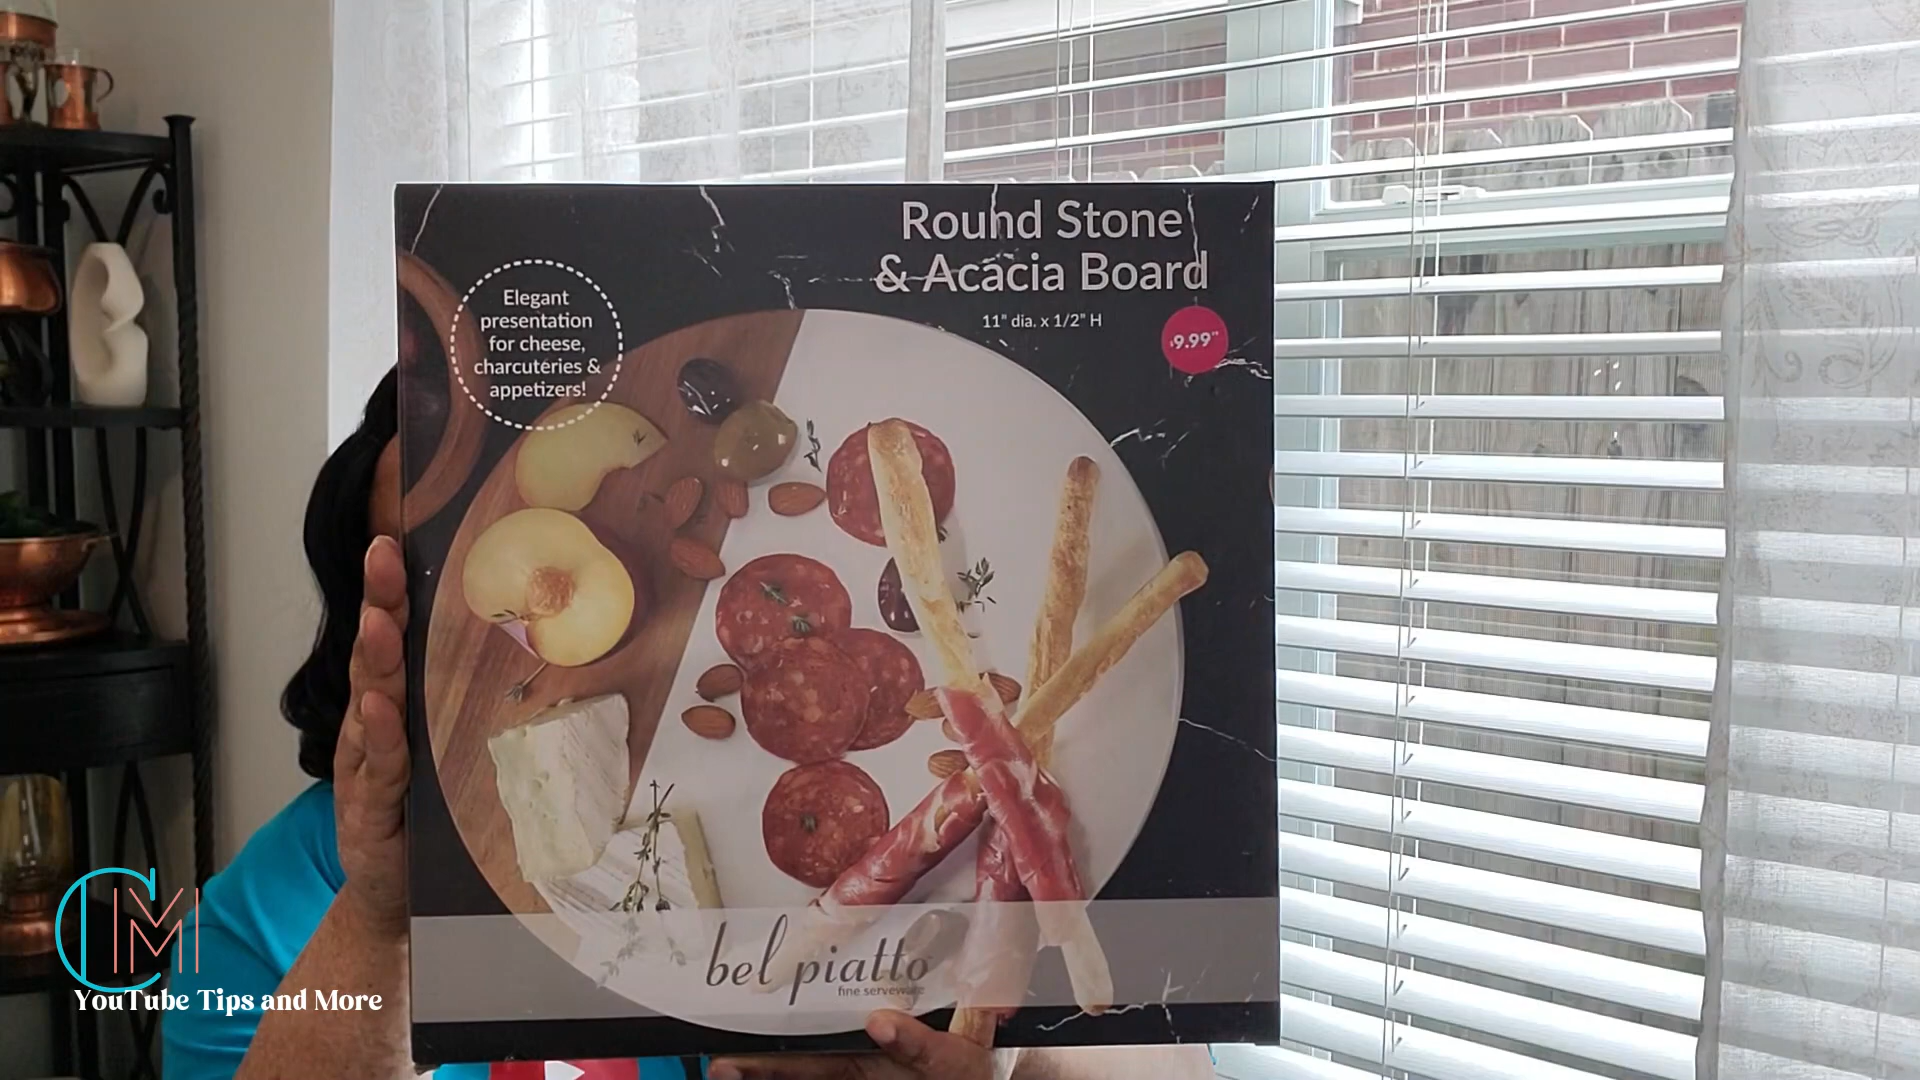 Round Stone
& Acacia Board
11" dia. x 1/2" H
$9.99
Elegant
presentation
for cheese,
charcuteries &
appetizers!
bel piatto
fine serveware
CMM
YouTube Tips and More